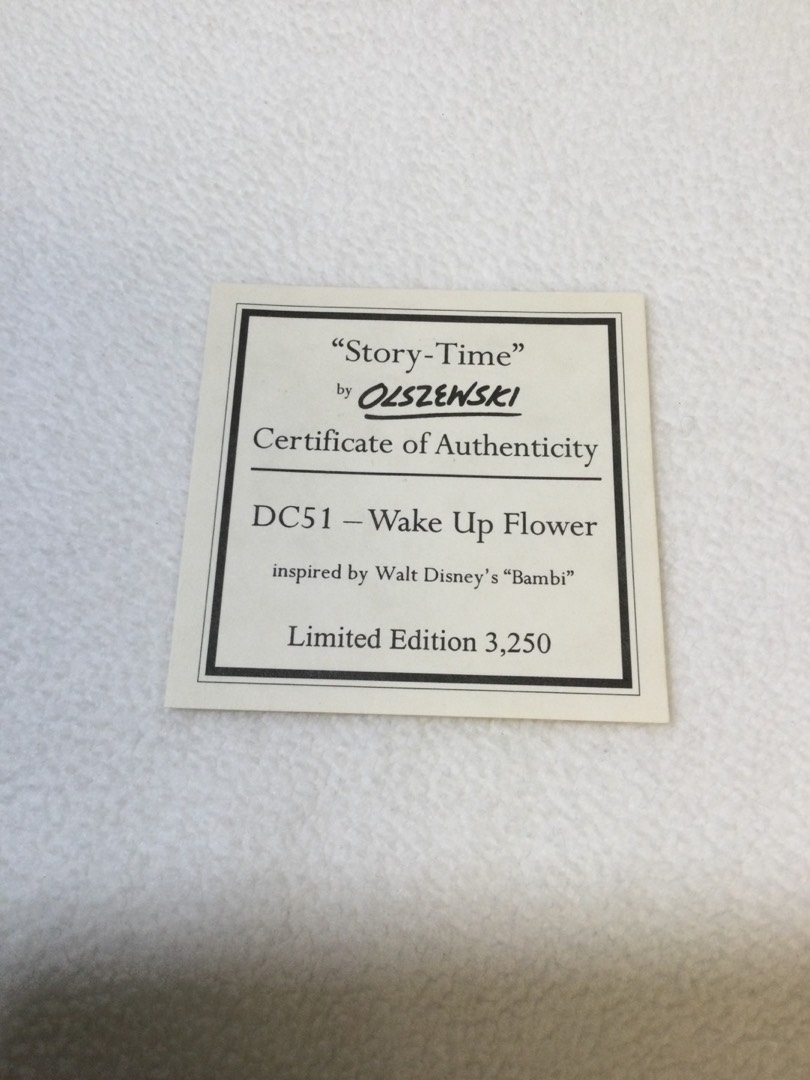 “Story-Time”
by OLSZEWSKI
Certificate of Authenticity
DC51 – Wake Up Flower
inspired by Walt Disney’s “Bambi”
Limited Edition 3,250